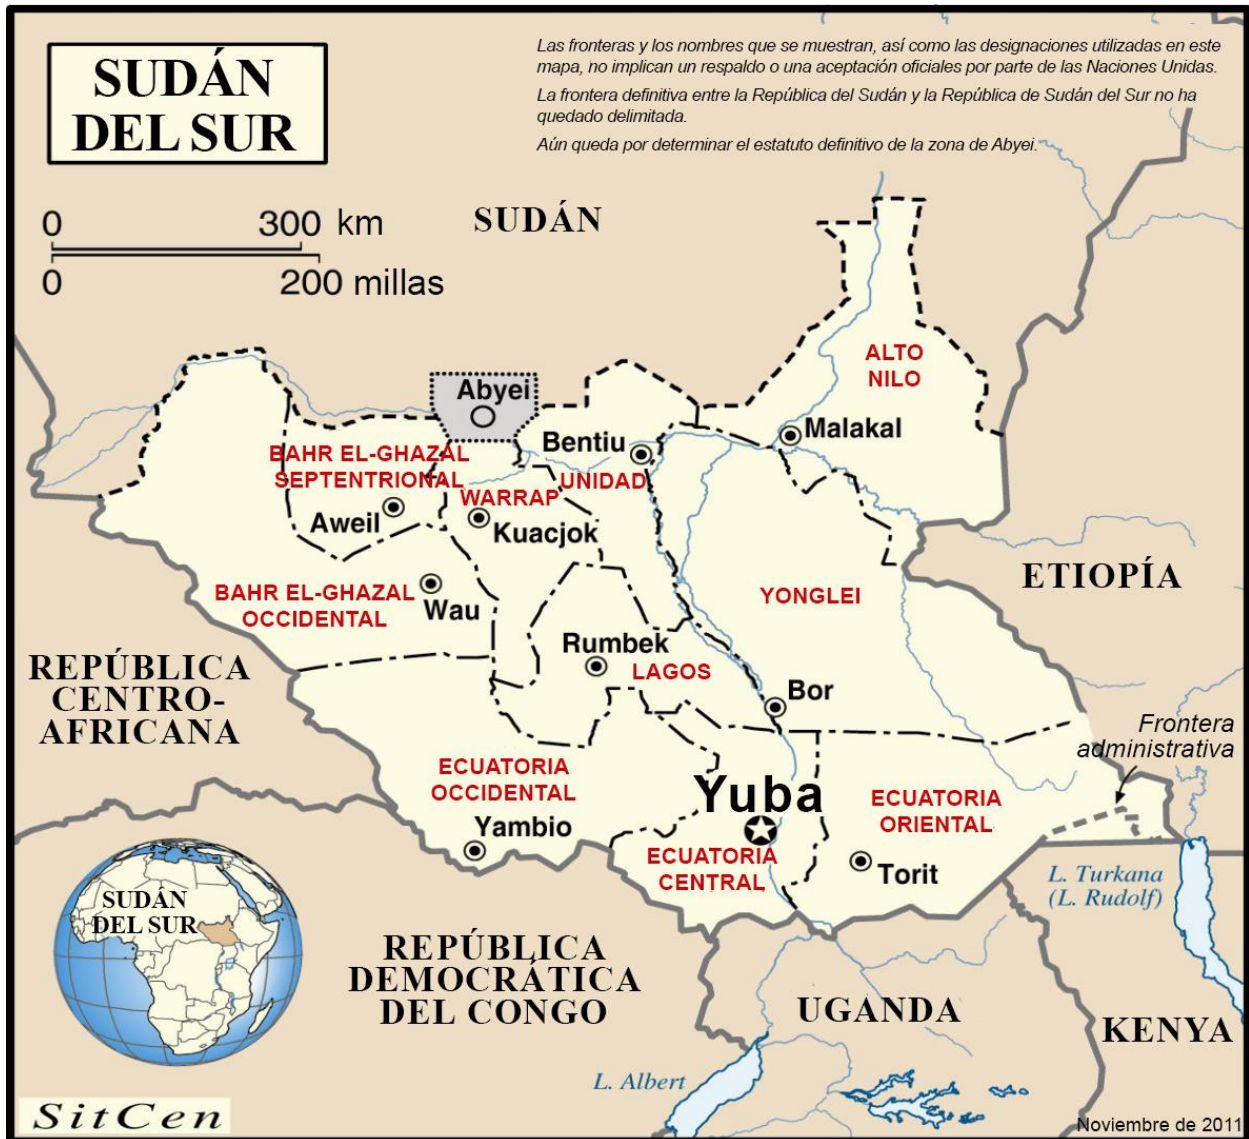 SUDÁN
DEL SUR
Las fronteras y los nombres que se muestran, así como las designaciones utilizadas en este
mapa, no implican un respaldo o una aceptación oficiales por parte de las Naciones Unidas.
La frontera definitiva entre la República del Sudán y la República de Sudán del Sur no ha
quedado delimitada.
Aún queda por determinar el estatuto definitivo de la zona de Abyei.
0 300 km
0 200 millas
SUDÁN
ALTO
NILO
Abyei
Malakal
Bentiu
BAHR EL-GHAZAL
SEPTENTRIONAL
UNIDAD
WARRAP
Aweil
Kuacjok
ETIOPÍA
BAHR EL-GHAZAL
OCCIDENTAL
YONGLEI
Wau
Rumbek
LAGOS
REPÚBLICA
CENTRO-
AFRICANA
Bor
Frontera
administrativa
ECUATORIA
OCCIDENTAL
Yuba
ECUATORIA
ORIENTAL
Yambio
ECUATORIA
CENTRAL
Torit
L. Turkana
(L. Rudolf)
SUDÁN
DEL SUR
REPÚBLICA
DEMOCRÁTICA
DEL CONGO
UGANDA
KENYA
L. Albert
SitCen
Noviembre de 2011